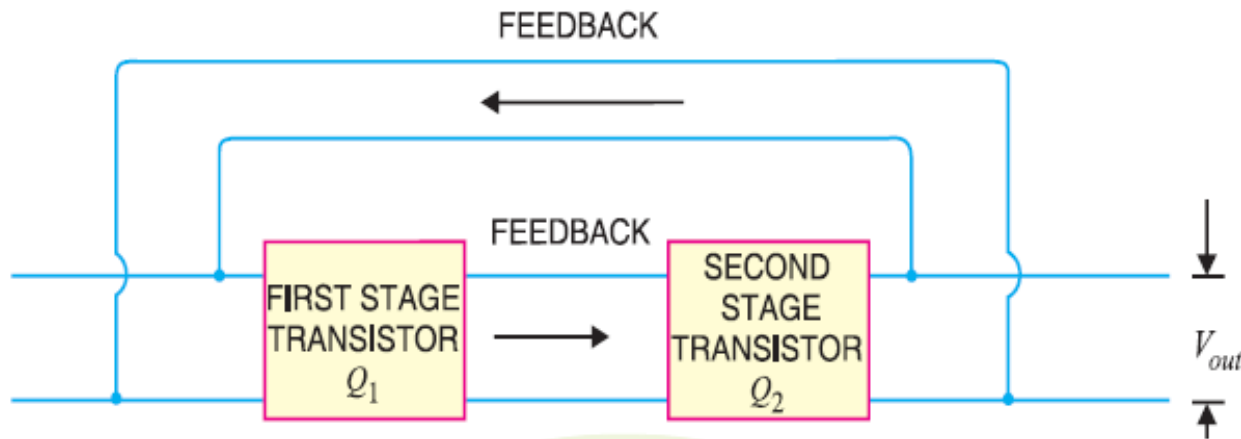 FEEDBACK
FEEDBACK
FIRST STAGE
TRANSISTOR
Q1
SECOND
STAGE
TRANSISTOR
Q2
Vout